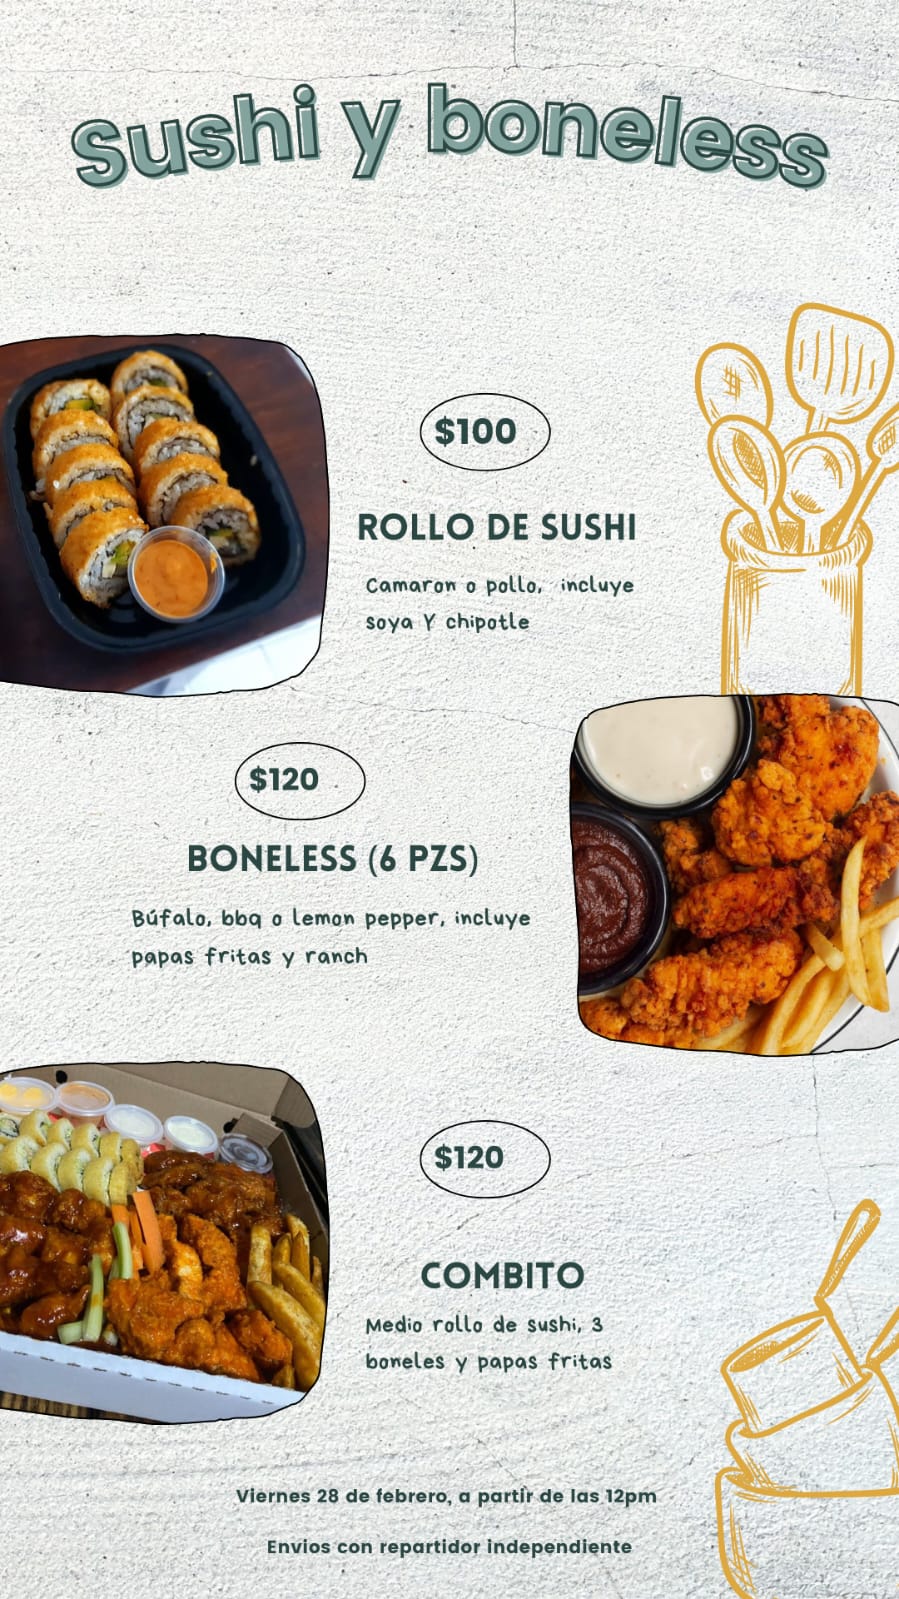 Sushi y boneless
$100
ROLLO DE SUSHI
Camaron o pollo, incluye
soya Y chipotle
$120
BONELESS (6 PZS)
Búfalo, bbq o lemon pepper, incluye
papas fritas y ranch
$120
COMBITO
Medio rollo de sushi, 3
boneles y papas fritas
Viernes 28 de febrero, a partir de las 12pm
Envios con repartidor independiente